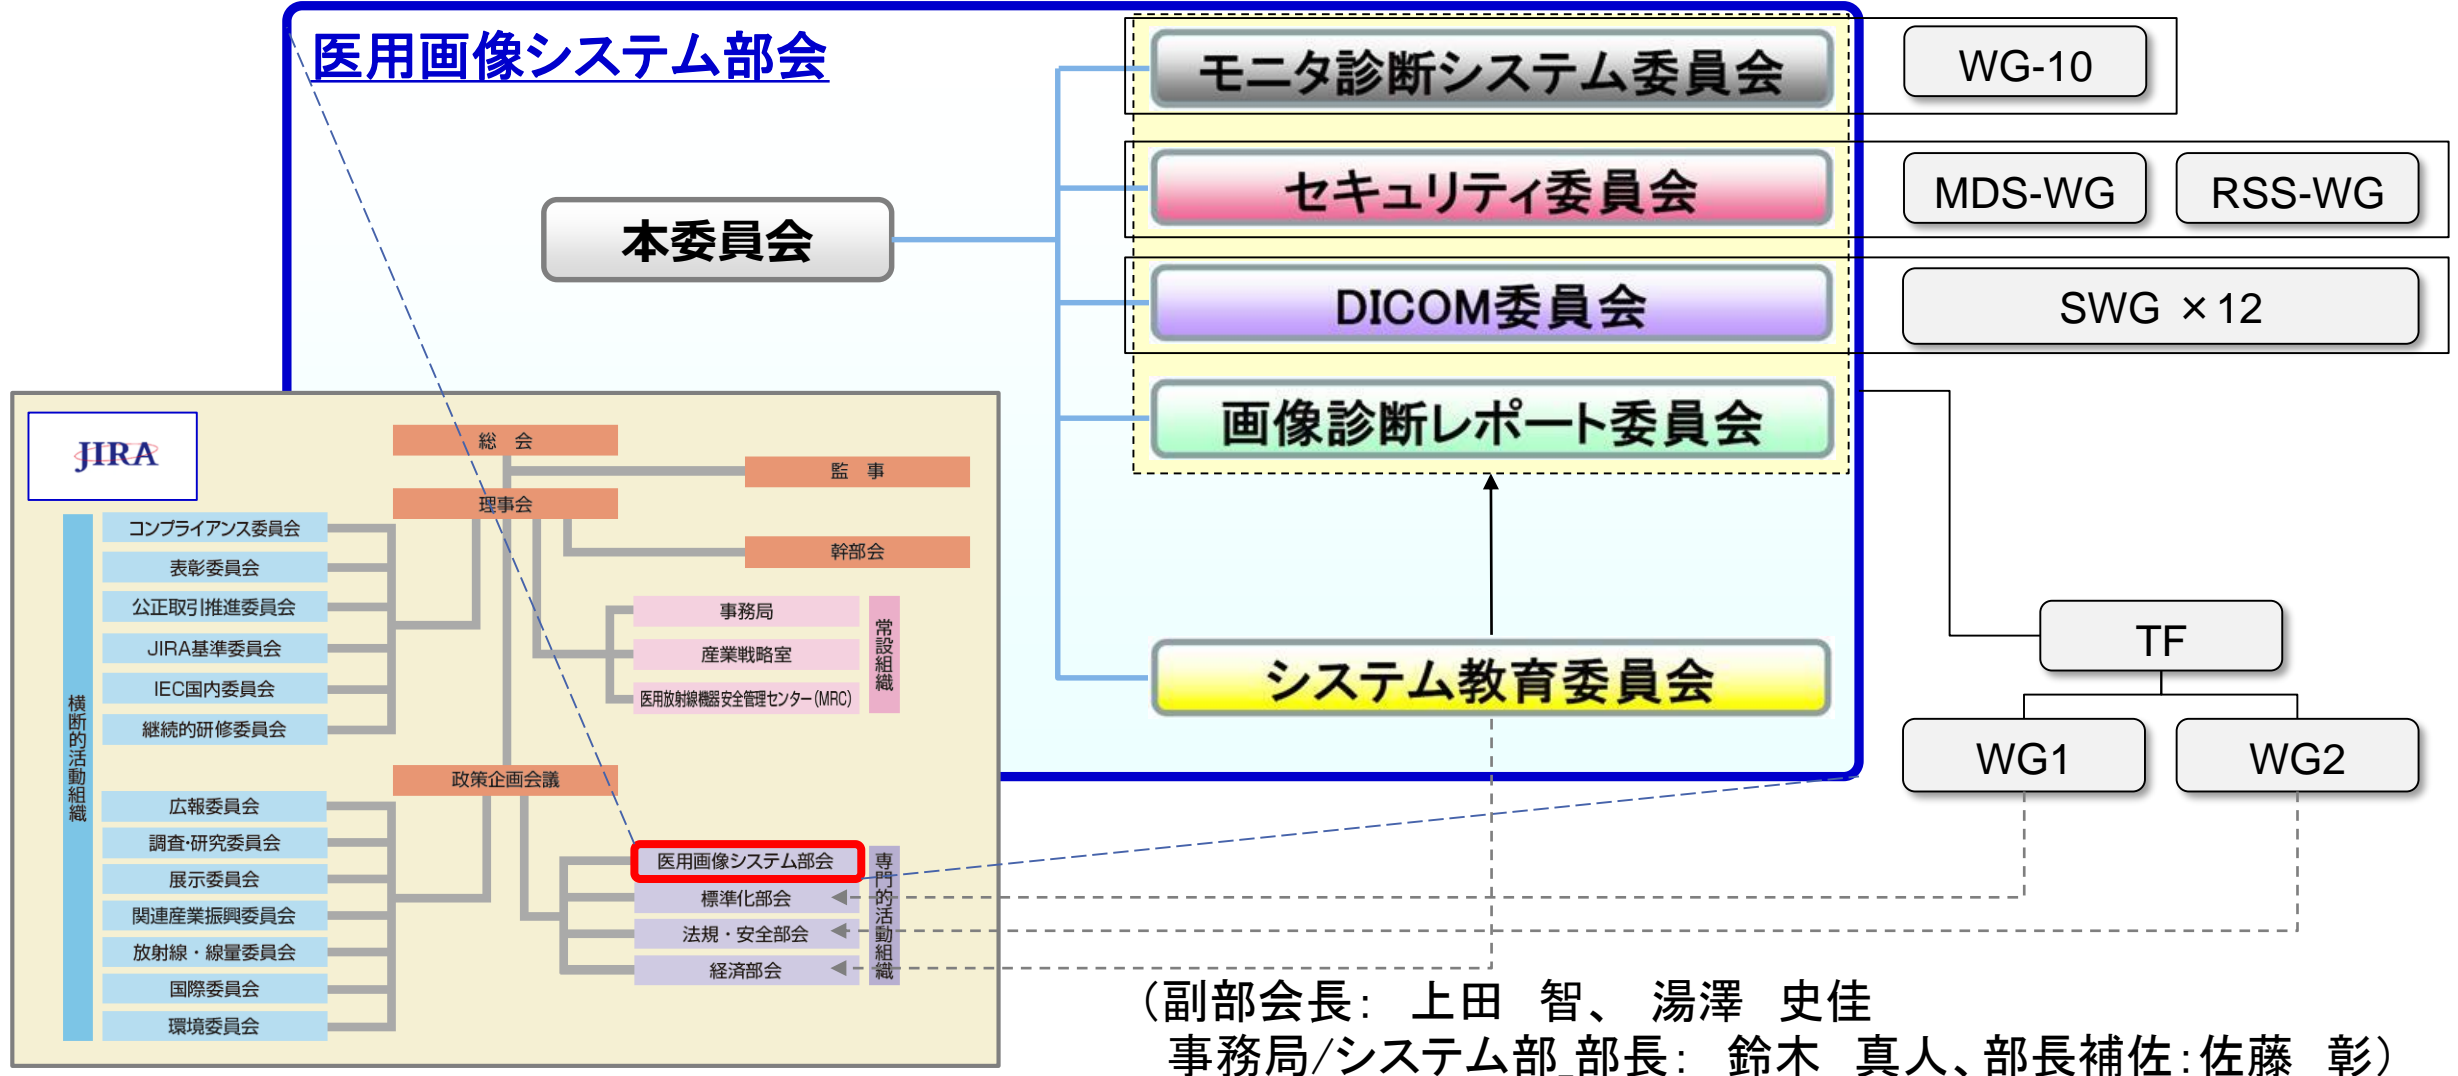 医用画像システム部会
本委員会
モニタ診断システム委員会
WG-10
セキュリティ委員会
MDS-WG
RSS-WG
DICOM委員会
SWG ×12
画像診断レポート委員会
システム教育委員会
TF
WG1
WG2
JIRA
総 会
監 事
理事会
幹部会
横断的活動組織
コンプライアンス委員会
表彰委員会
公正取引推進委員会
JIRA基準委員会
IEC国内委員会
継続的研修委員会
事務局
産業戦略室
医用放射線機器安全管理センター(MRC)
常設組織
政策企画会議
広報委員会
調査・研究委員会
展示委員会
関連産業振興委員会
放射線・線量委員会
国際委員会
環境委員会
医用画像システム部会
標準化部会
法規・安全部会
経済部会
専門的活動組織
（副部会長： 上田 智、 湯澤 史佳
事務局/システム部_部長： 鈴木 真人、部長補佐：佐藤 彰）